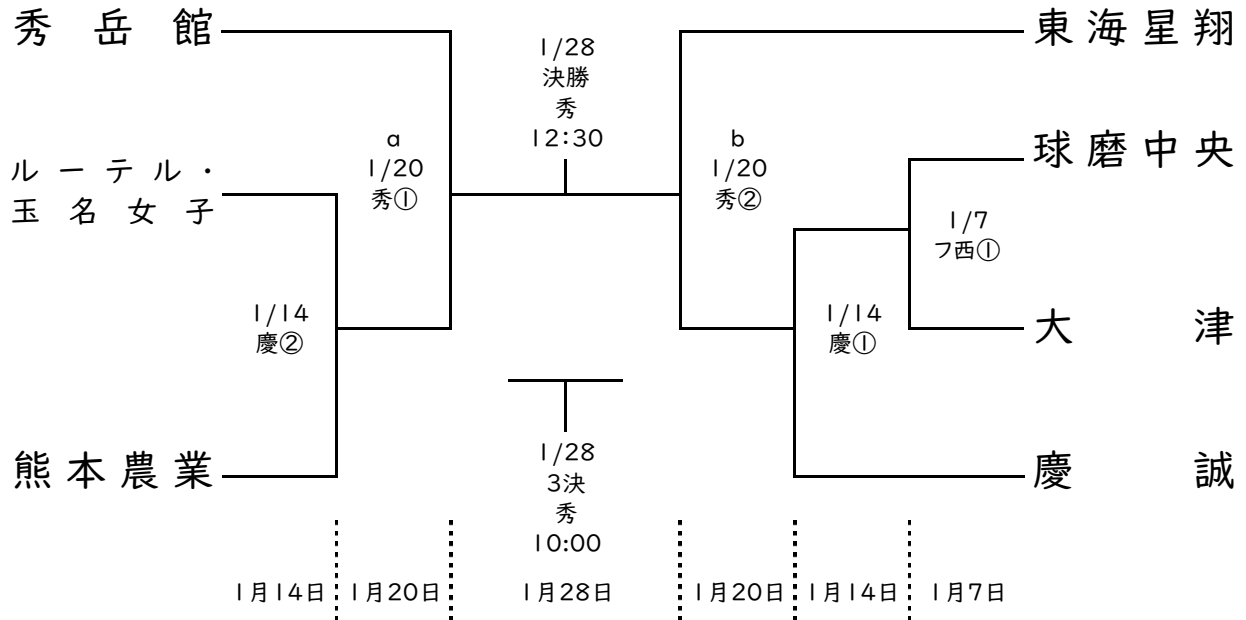 秀岳館
ルーテル・
玉名女子
熊本農業
1/14
慶②
a
1/20
秀①
1/28
決勝
秀
12:30
1/28
3決
秀
10:00
b
1/20
秀②
1/14
慶①
1/7
フ西①
東海星翔
球磨中央
大津
慶誠
1月14日
1月20日
1月28日
1月20日
1月14日
1月7日